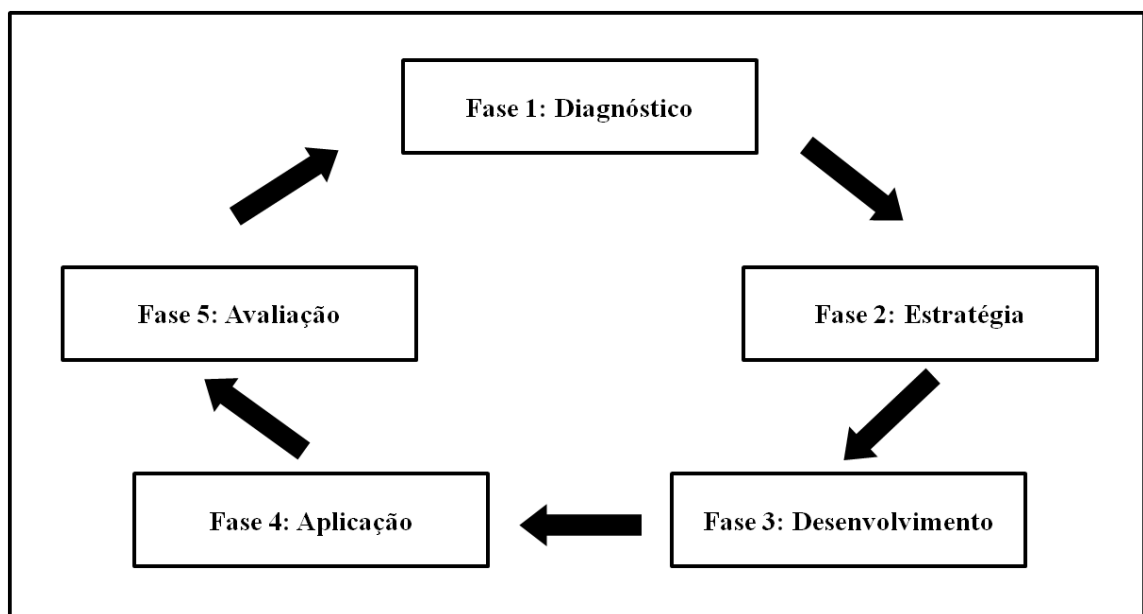 Fase 1: Diagnóstico
Fase 2: Estratégia
Fase 3: Desenvolvimento
Fase 4: Aplicação
Fase 5: Avaliação